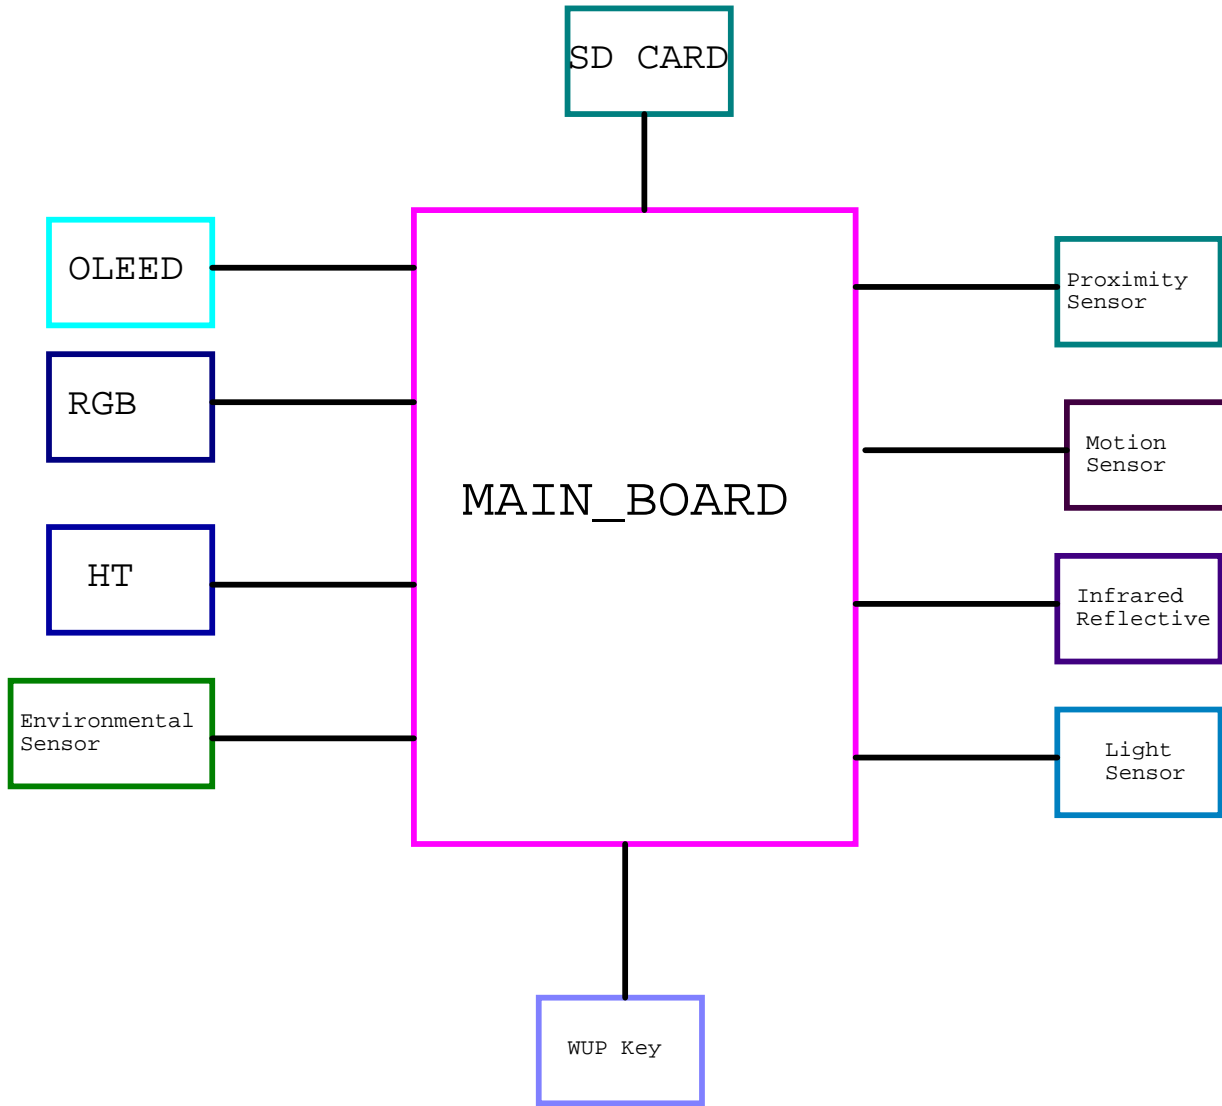 SD CARD
OLEED
RGB
HT
Environmental
Sensor
MAIN_BOARD
Proximity
Sensor
Motion
Sensor
Infrared
Reflective
Light
Sensor
WUP Key